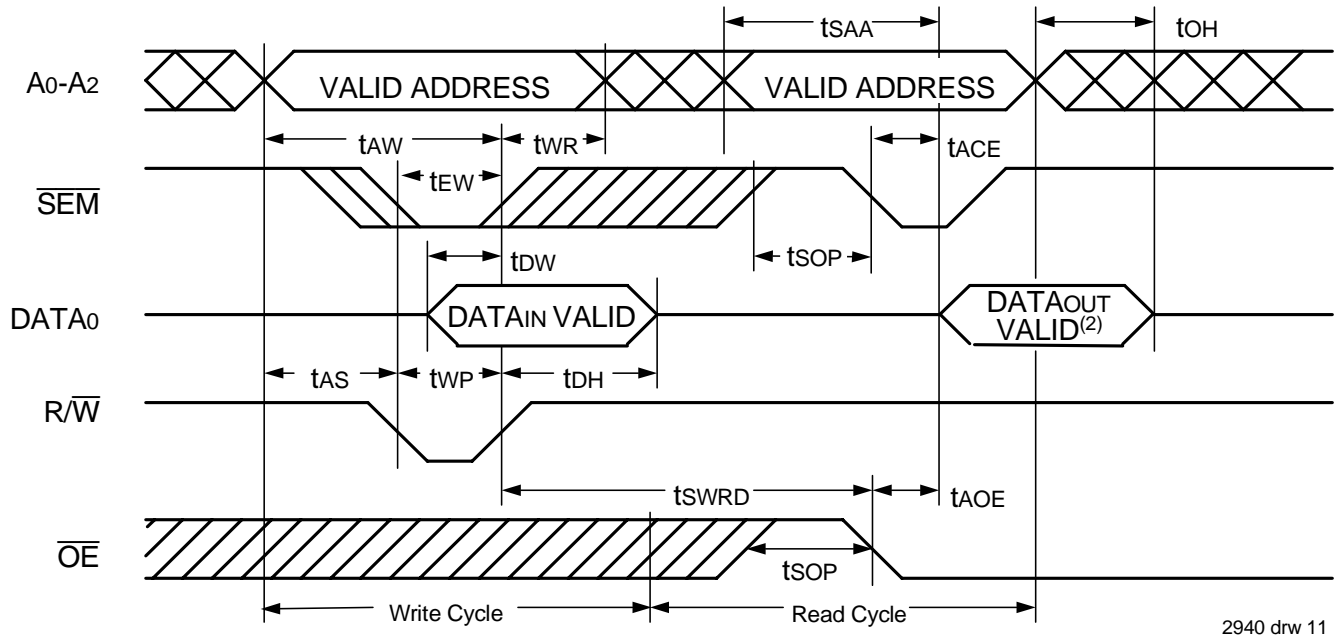 tSAA
tOH
A0-A2
VALID ADDRESS
VALID ADDRESS
tAW
tWR
tACE
tEW
SEM
tSOP
tDW
DATA0
DATAIN VALID
DATAOUT
VALID(2)
tAS
tWP
tDH
R/W
tSWRD
tAOE
OE
tSOP
Write Cycle
Read Cycle
2940 drw 11